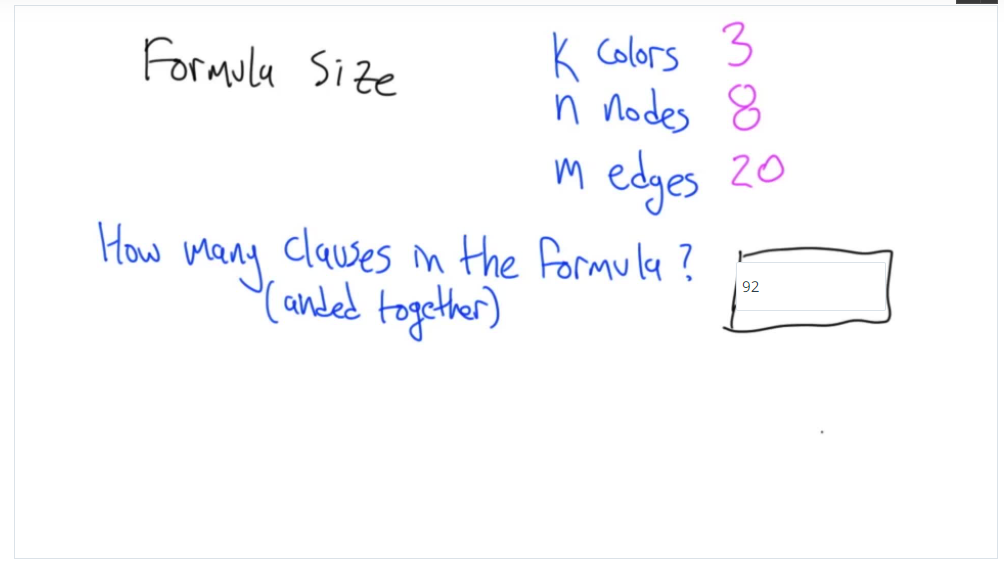 Formula Size
K colors 3
n nodes 8
m edges 20
How many clauses in the formula?
(anded together)
92